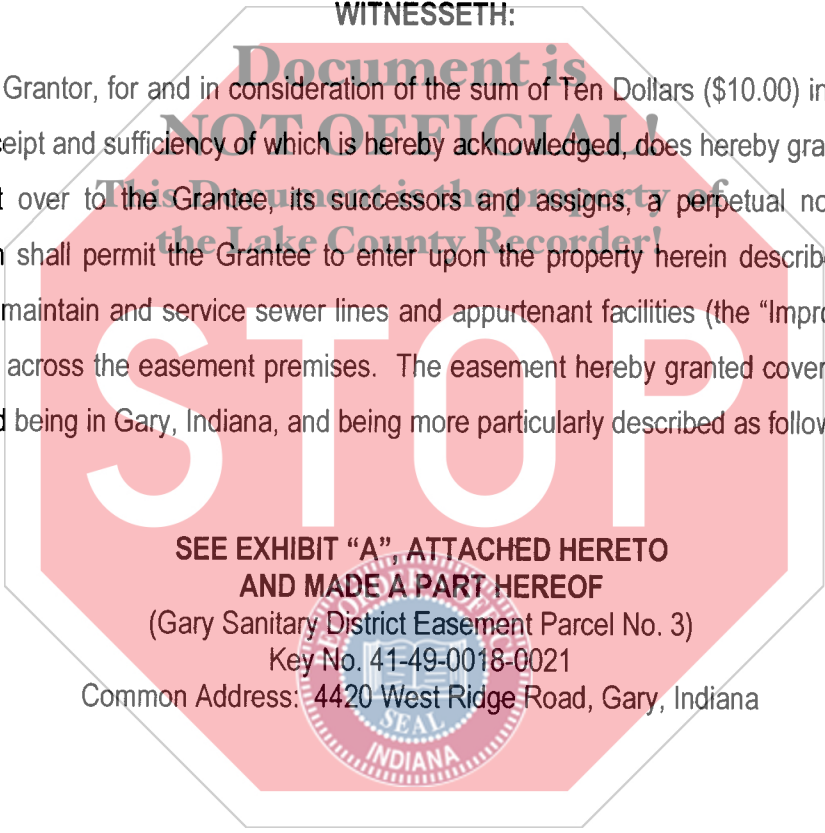 WITNESSETH:
Document is
Grantor, for and in consideration of the sum of Ten Dollars ($10.00) in
NOT OFFICIAL!
eipt and sufficiency of which is hereby acknowledged, does hereby gra
This Document is the property of
over to the Grantee, its successors and assigns, a perpetual no
the Lake County Recorder!
shall permit the Grantee to enter upon the property herein describ
maintain and service sewer lines and appurtenant facilities (the “Impro
across the easement premises. The easement hereby granted cover
being in Gary, Indiana, and being more particularly described as follow
STOP
SEE EXHIBIT “A”, ATTACHED HERETO
AND MADE A PART HEREOF
(Gary Sanitary District Easement Parcel No. 3)
Key No. 41-49-0018-0021
Common Address: 4420 West Ridge Road, Gary, Indiana
SEAL
INDIANA